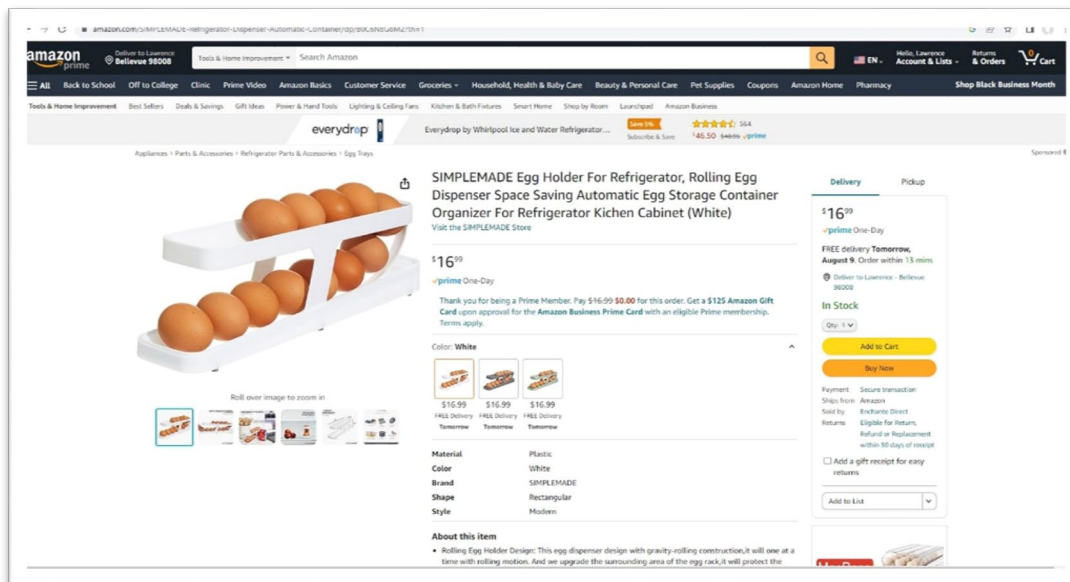 amazon.com/SIMPLEMADE-Refrigerator-Dispenser-Automatic-Container/dp/
amazon
prime
Deliver to Lawrence
Bellevue 98008
Tools & Home Improvement
Search Amazon
EN
Hello, Lawrence
Account & Lists
Returns
& Orders
0
Cart
All Back to School Off to College Clinic Prime Video Amazon Basics Customer Service Groceries Household, Health & Baby Care Beauty & Personal Care Pet Supplies Coupons Amazon Home Pharmacy Shop Black Business Month
Tools & Home Improvement Best Sellers Deals & Savings Gift Ideas Power & Hand Tools Lighting & Ceiling Fans Kitchen & Bath Fixtures Smart Home Shop by Room Launchpad Amazon Business
everydrop
Everydrop by Whirlpool Ice and Water Refrigerator...
Save 5%
Subscribe & Save
564
$46.50 $48.99 prime
Sponsored
Appliances › Parts & Accessories › Refrigerator Parts & Accessories › Egg Trays
Roll over image to zoom in
SIMPLEMADE Egg Holder For Refrigerator, Rolling Egg
Dispenser Space Saving Automatic Egg Storage Container
Organizer For Refrigerator Kichen Cabinet (White)
Visit the SIMPLEMADE Store
$16 99
prime One-Day
Thank you for being a Prime Member. Pay $16.99 $0.00 for this order. Get a $125 Amazon Gift
Card upon approval for the Amazon Business Prime Card with an eligible Prime membership.
Terms apply.
Color: White
$16.99 $16.99 $16.99
FREE Delivery FREE Delivery FREE Delivery
Tomorrow Tomorrow Tomorrow
Material Plastic
Color White
Brand SIMPLEMADE
Shape Rectangular
Style Modern
About this item
• Rolling Egg Holder Design: This egg dispenser design with gravity-rolling construction,it will one at a
time with rolling motion. And we upgrade the surrounding area of the egg rack,it will protect the
Delivery Pickup
$16 99
prime One-Day
FREE delivery Tomorrow,
August 9. Order within 13 mins
Deliver to Lawrence - Bellevue
98008
In Stock
Qty: 1
Add to Cart
Buy Now
Payment Secure transaction
Ships from Amazon
Sold by Enchante Direct
Returns Eligible for Return,
Refund or Replacement
within 30 days of receipt
Add a gift receipt for easy
returns
Add to List